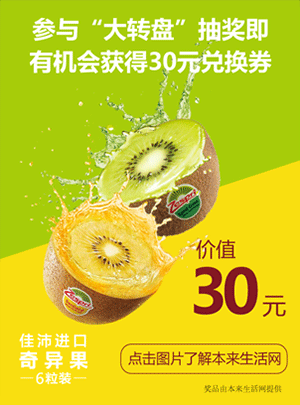 参与“大转盘”抽奖即
有机会获得30元兑换券
Zespri
Zespri
价值
30元
佳沛进口
奇异果
—6粒装—
点击图片了解本来生活网
奖品由本来生活网提供